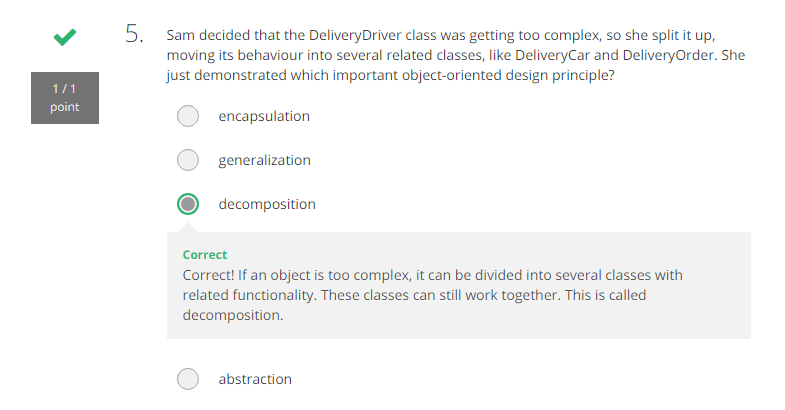 5. Sam decided that the DeliveryDriver class was getting too complex, so she split it up,
moving its behaviour into several related classes, like DeliveryCar and DeliveryOrder. She
just demonstrated which important object-oriented design principle?
1 / 1
point
encapsulation
generalization
decomposition
Correct
Correct! If an object is too complex, it can be divided into several classes with
related functionality. These classes can still work together. This is called
decomposition.
abstraction